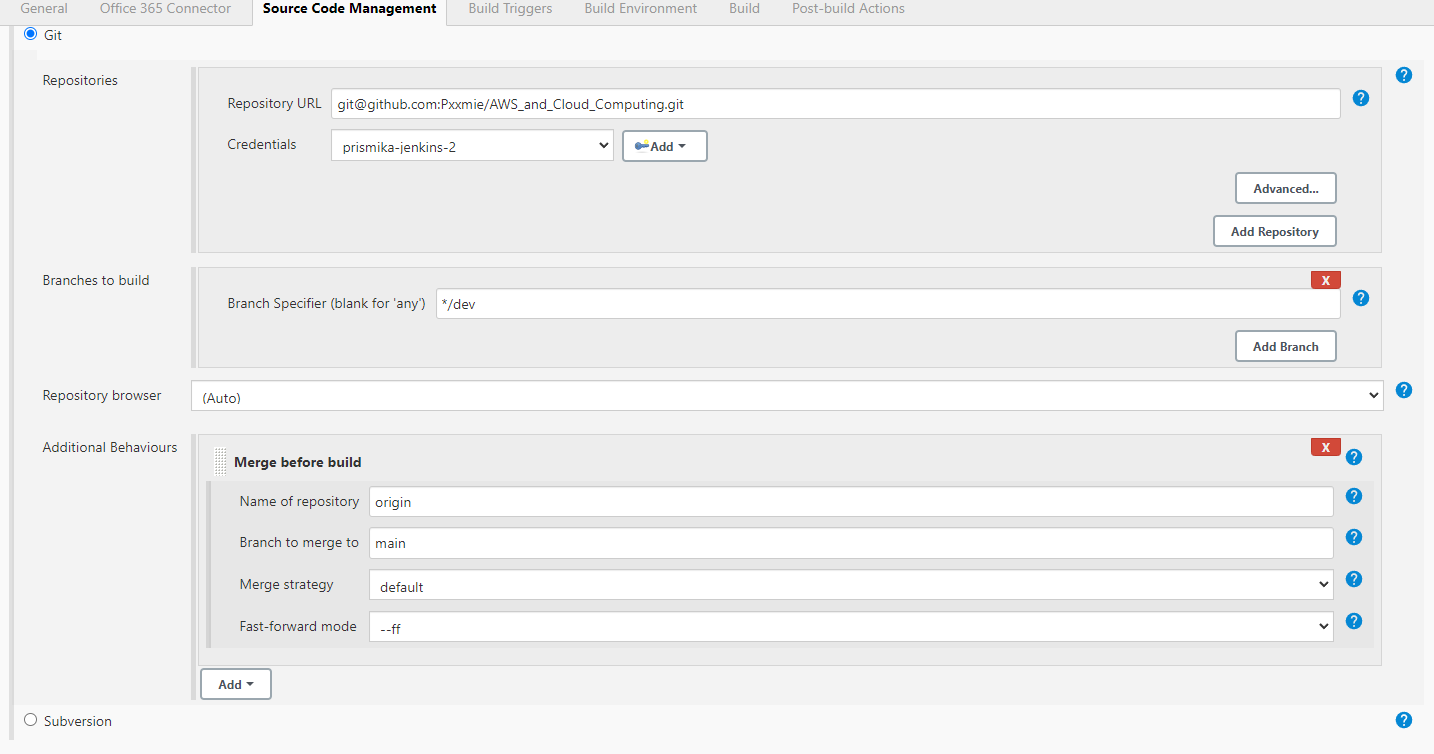 General Office 365 Connector Source Code Management Build Triggers Build Environment Build Post-build Actions
Git
Repositories
?
Repository URL git@github.com:Pxxmie/AWS_and_Cloud_Computing.git ?
Credentials prismika-jenkins-2 Add
Advanced...
Add Repository
Branches to build X
Branch Specifier (blank for 'any') */dev ?
Add Branch
Repository browser (Auto) ?
Additional Behaviours X
Merge before build ?
Name of repository origin ?
Branch to merge to main ?
Merge strategy default ?
Fast-forward mode --ff ?
Add
Subversion ?